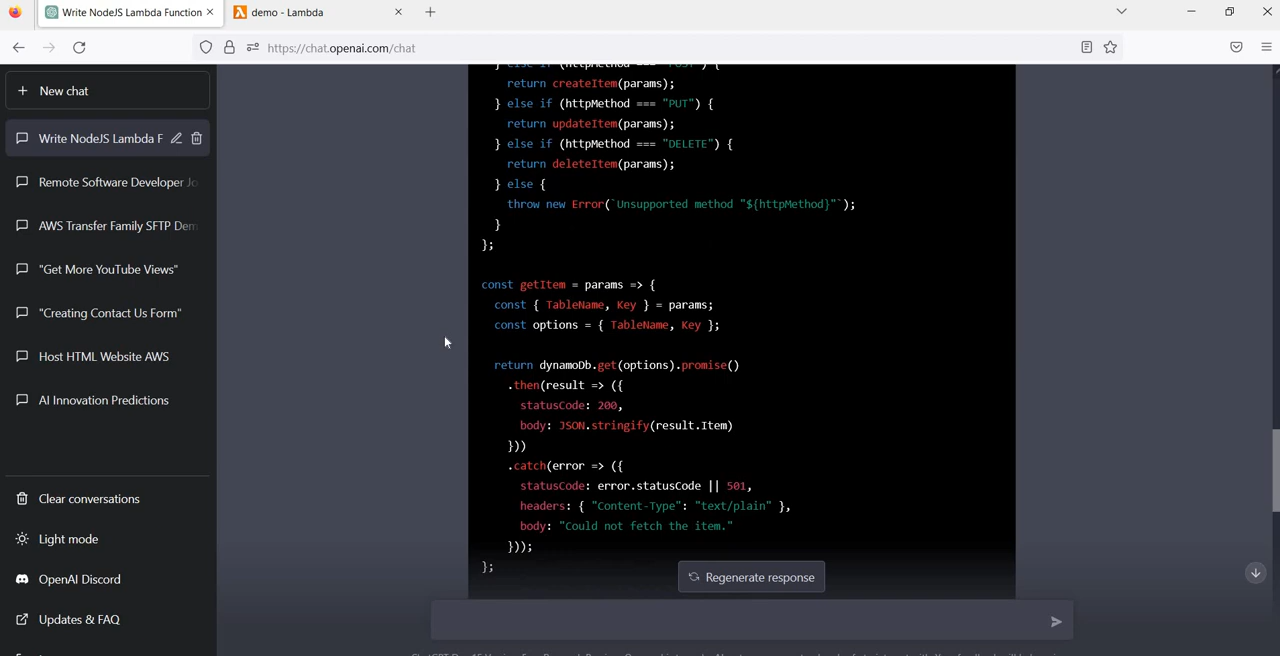 Write NodeJS Lambda Function
demo - Lambda
https://chat.openai.com/chat
New chat
Write NodeJS Lambda F
Remote Software Developer Jo
AWS Transfer Family SFTP Dem
"Get More YouTube Views"
"Creating Contact Us Form"
Host HTML Website AWS
AI Innovation Predictions
Clear conversations
Light mode
OpenAI Discord
Updates & FAQ
} else if (httpMethod === "POST") {
return createItem(params);
} else if (httpMethod === "PUT") {
return updateItem(params);
} else if (httpMethod === "DELETE") {
return deleteItem(params);
} else {
throw new Error(`Unsupported method "${httpMethod}"`);
}
};
const getItem = params => {
const { TableName, Key } = params;
const options = { TableName, Key };
return dynamoDb.get(options).promise()
.then(result => ({
statusCode: 200,
body: JSON.stringify(result.Item)
}))
.catch(error => ({
statusCode: error.statusCode || 501,
headers: { "Content-Type": "text/plain" },
body: "Could not fetch the item."
}));
};
Regenerate response